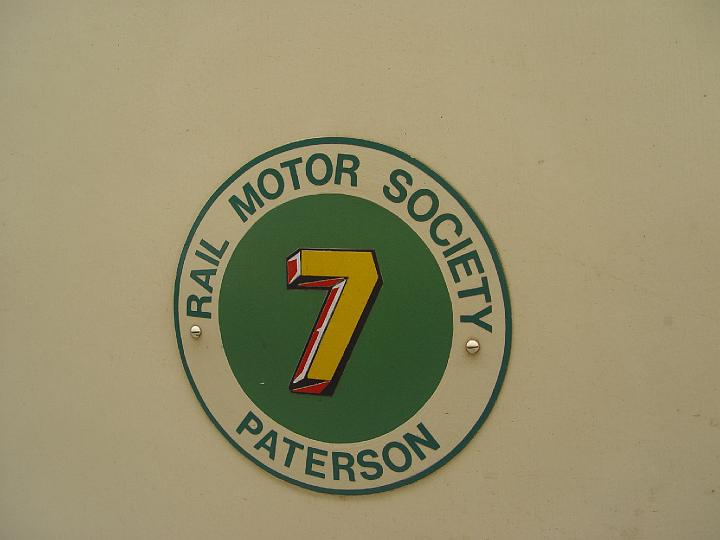 RAIL MOTOR SOCIETY
7
PATERSON